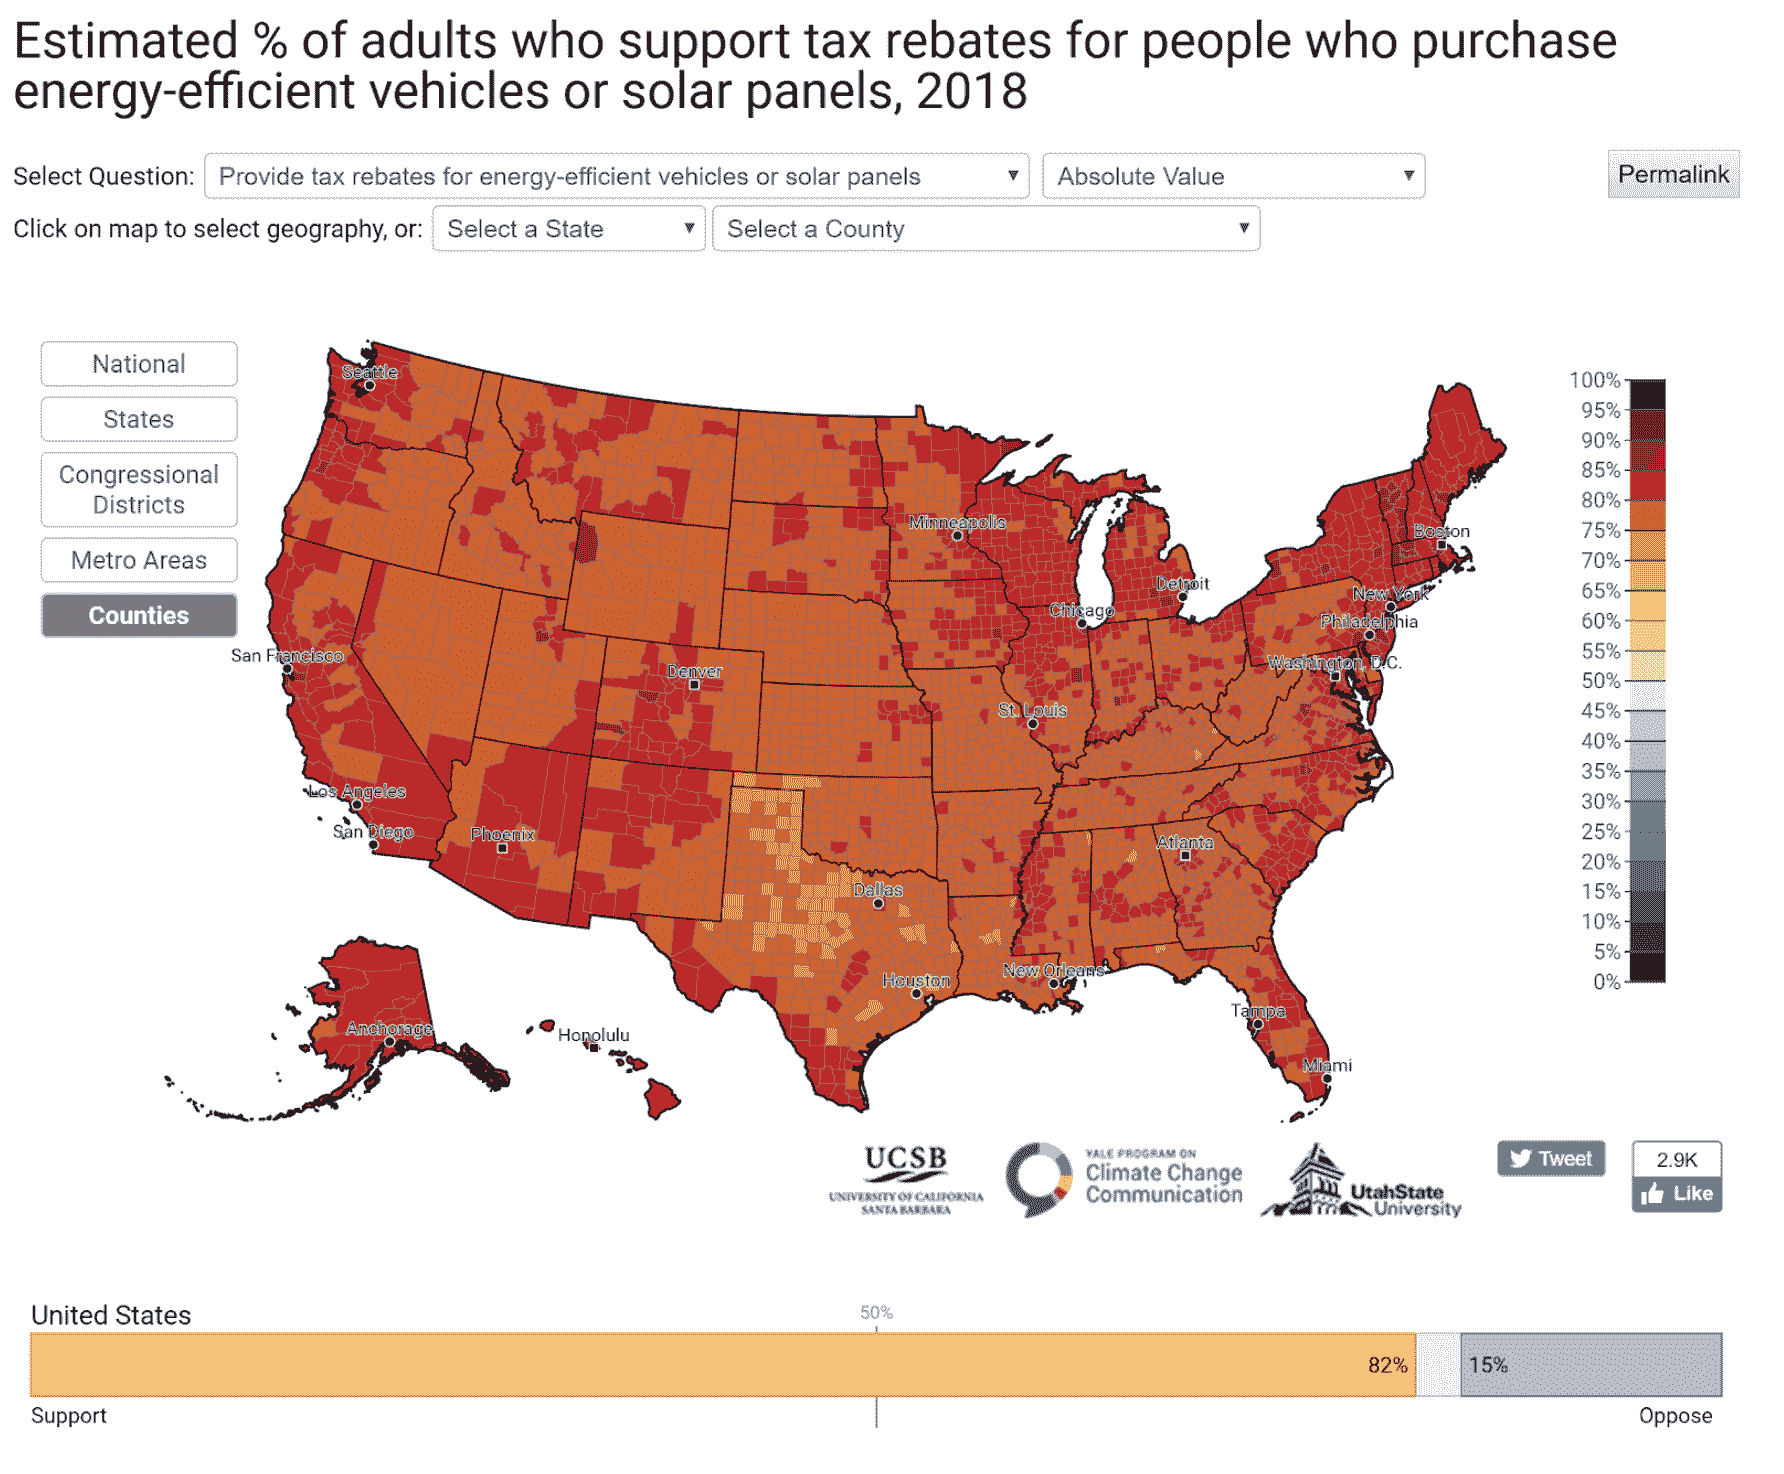 Estimated % of adults who support tax rebates for people who purchase
energy-efficient vehicles or solar panels, 2018
Select Question: Provide tax rebates for energy-efficient vehicles or solar panels Absolute Value Permalink
Click on map to select geography, or: Select a State Select a County
National
States
Congressional
Districts
Metro Areas
Counties
Seattle
Minneapolis
Boston
Detroit
New York
Chicago
Philadelphia
San Francisco
Washington, D.C.
Denver
St. Louis
Los Angeles
San Diego
Phoenix
Atlanta
Dallas
New Orleans
Houston
Tampa
Anchorage
Honolulu
Miami
100%
95%
90%
85%
80%
75%
70%
65%
60%
55%
50%
45%
40%
35%
30%
25%
20%
15%
10%
5%
0%
UCSB
UNIVERSITY OF CALIFORNIA
SANTA BARBARA
YALE PROGRAM ON
Climate Change
Communication
UtahState
University
Tweet
2.9K
Like
United States
50%
82%
15%
Support
Oppose